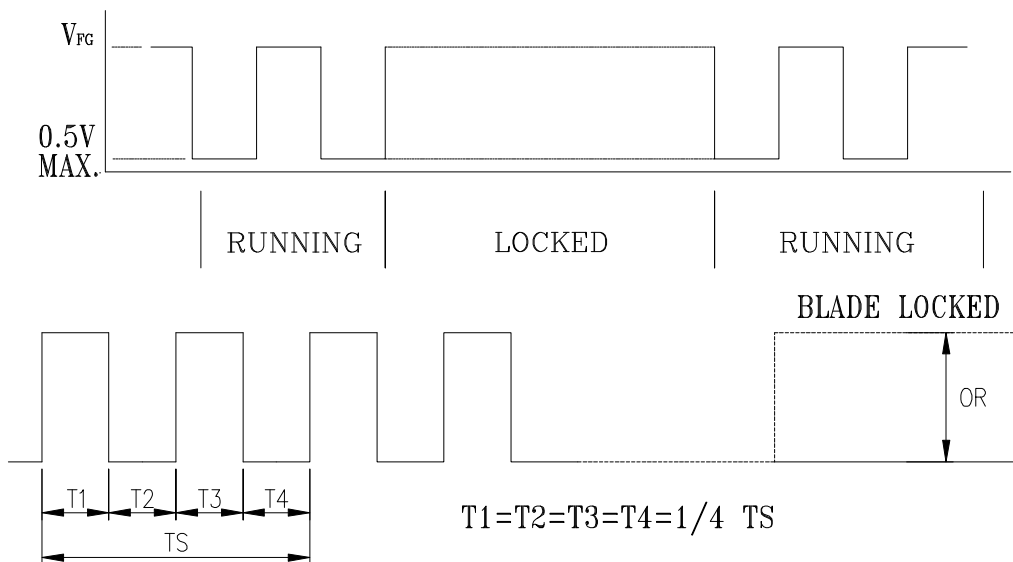 VFG
0.5V
MAX.
RUNNING
LOCKED
RUNNING
BLADE LOCKED
OR
T1
T2
T3
T4
TS
T1=T2=T3=T4=1/4 TS